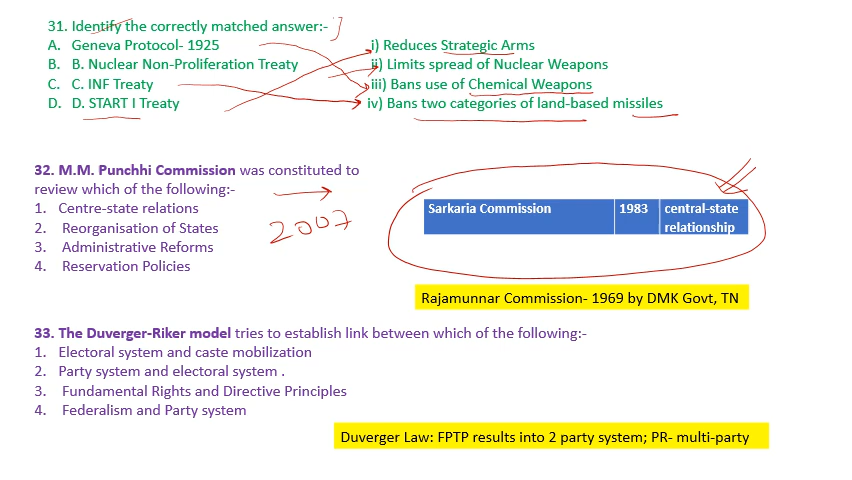 31. Identify the correctly matched answer:-
A. Geneva Protocol- 1925
i) Reduces Strategic Arms
B. B. Nuclear Non-Proliferation Treaty
ii) Limits spread of Nuclear Weapons
C. C. INF Treaty
iii) Bans use of Chemical Weapons
D. D. START I Treaty
iv) Bans two categories of land-based missiles
32. M.M. Punchhi Commission was constituted to
review which of the following:-
1. Centre-state relations
2. Reorganisation of States
3. Administrative Reforms
4. Reservation Policies
2007
Sarkaria Commission 1983 central-state
relationship
Rajamunnar Commission- 1969 by DMK Govt, TN
33. The Duverger-Riker model tries to establish link between which of the following:-
1. Electoral system and caste mobilization
2. Party system and electoral system .
3. Fundamental Rights and Directive Principles
4. Federalism and Party system
Duverger Law: FPTP results into 2 party system; PR- multi-party